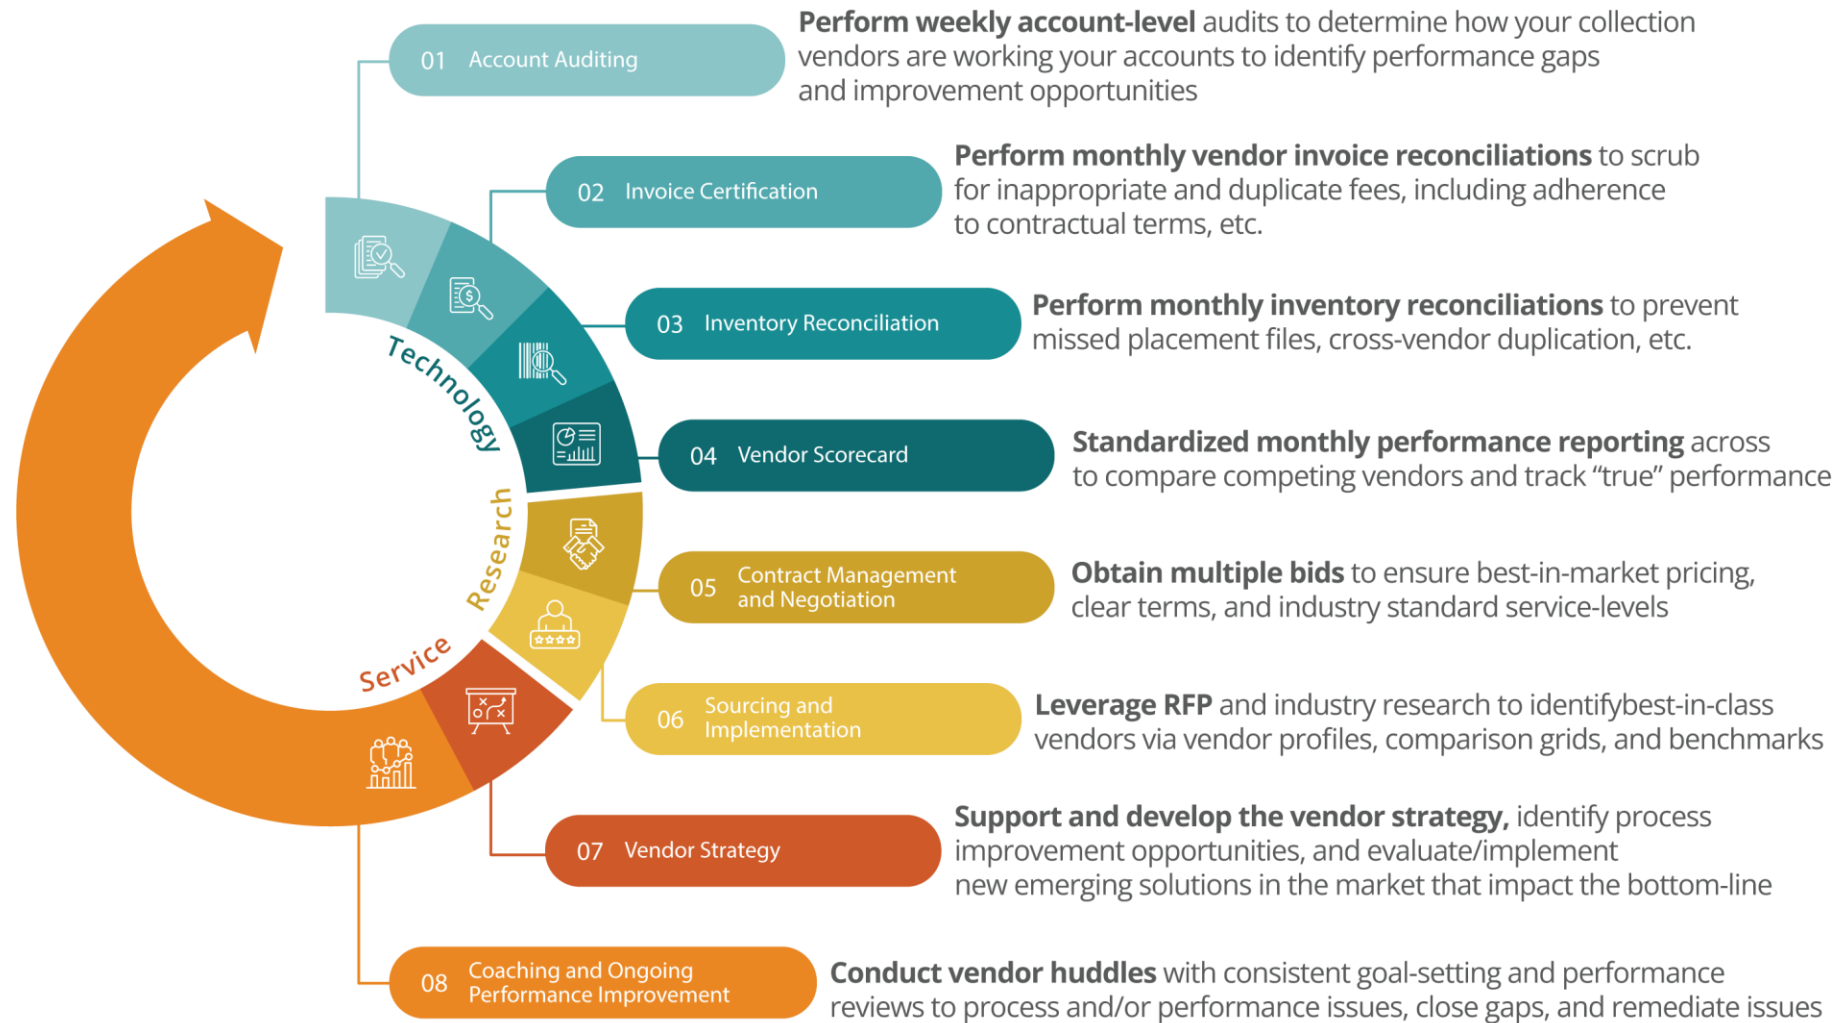 01 Account Auditing
Perform weekly account-level audits to determine how your collection
vendors are working your accounts to identify performance gaps
and improvement opportunities
02 Invoice Certification
Perform monthly vendor invoice reconciliations to scrub
for inappropriate and duplicate fees, including adherence
to contractual terms, etc.
03 Inventory Reconciliation
Perform monthly inventory reconciliations to prevent
missed placement files, cross-vendor duplication, etc.
Technology
04 Vendor Scorecard
Standardized monthly performance reporting across
to compare competing vendors and track “true” performance
Research
05 Contract Management
and Negotiation
Obtain multiple bids to ensure best-in-market pricing,
clear terms, and industry standard service-levels
Service
06 Sourcing and
Implementation
Leverage RFP and industry research to identifybest-in-class
vendors via vendor profiles, comparison grids, and benchmarks
07 Vendor Strategy
Support and develop the vendor strategy, identify process
improvement opportunities, and evaluate/implement
new emerging solutions in the market that impact the bottom-line
08 Coaching and Ongoing
Performance Improvement
Conduct vendor huddles with consistent goal-setting and performance
reviews to process and/or performance issues, close gaps, and remediate issues